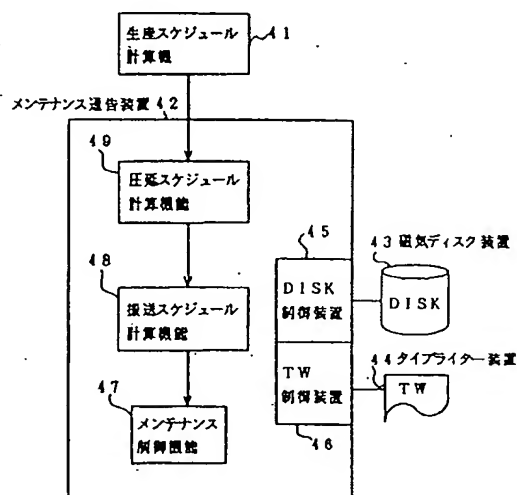 生産スケジュール
計算機
41
メンテナンス通告装置 42
49
圧延スケジュール
計算機能
48
搬送スケジュール
計算機能
47
メンテナンス
制御機能
45
DISK
制御装置
43 磁気ディスク装置
DISK
TW
制御装置
46
44 タイプライター装置
TW